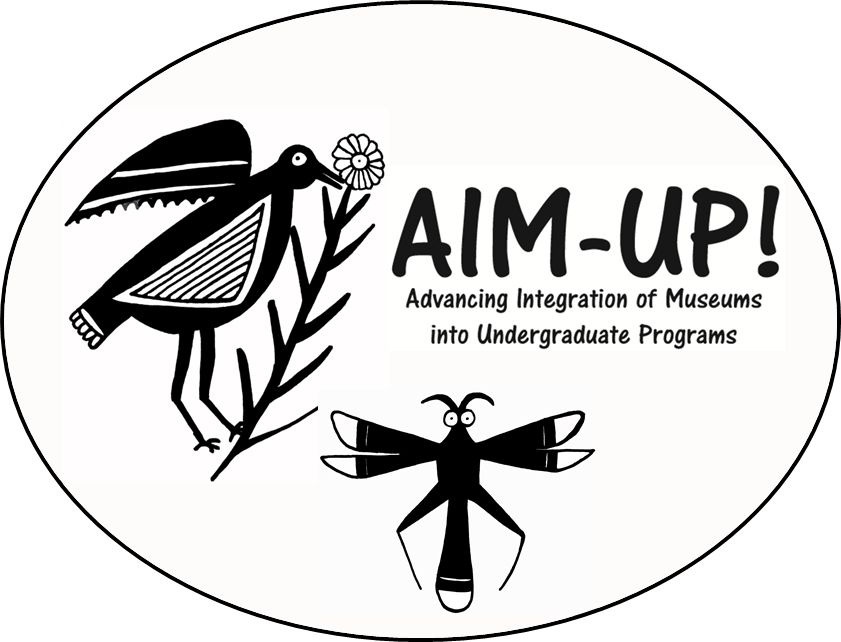 AIM-UP!
Advancing Integration of Museums
into Undergraduate Programs